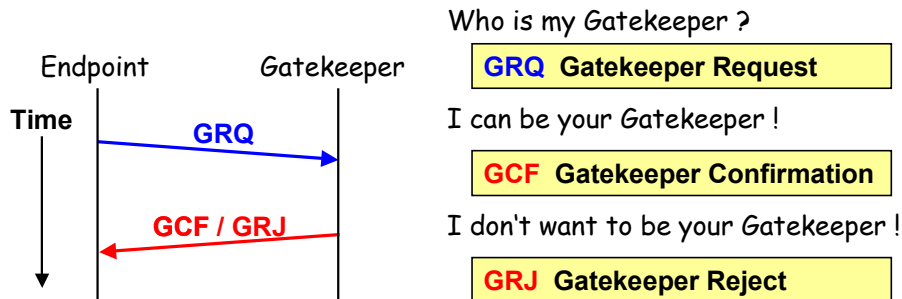 Endpoint Gatekeeper
Time
GRQ
GCF / GRJ
Who is my Gatekeeper ?
GRQ Gatekeeper Request
I can be your Gatekeeper !
GCF Gatekeeper Confirmation
I don't want to be your Gatekeeper !
GRJ Gatekeeper Reject